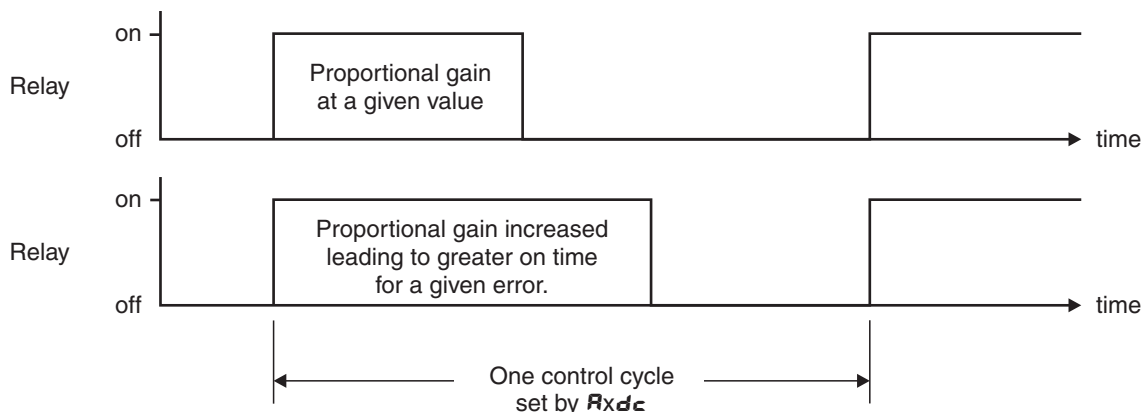 on
Relay
Proportional gain
at a given value
off
time
on
Relay
Proportional gain increased
leading to greater on time
for a given error.
off
time
One control cycle
set by Axdc